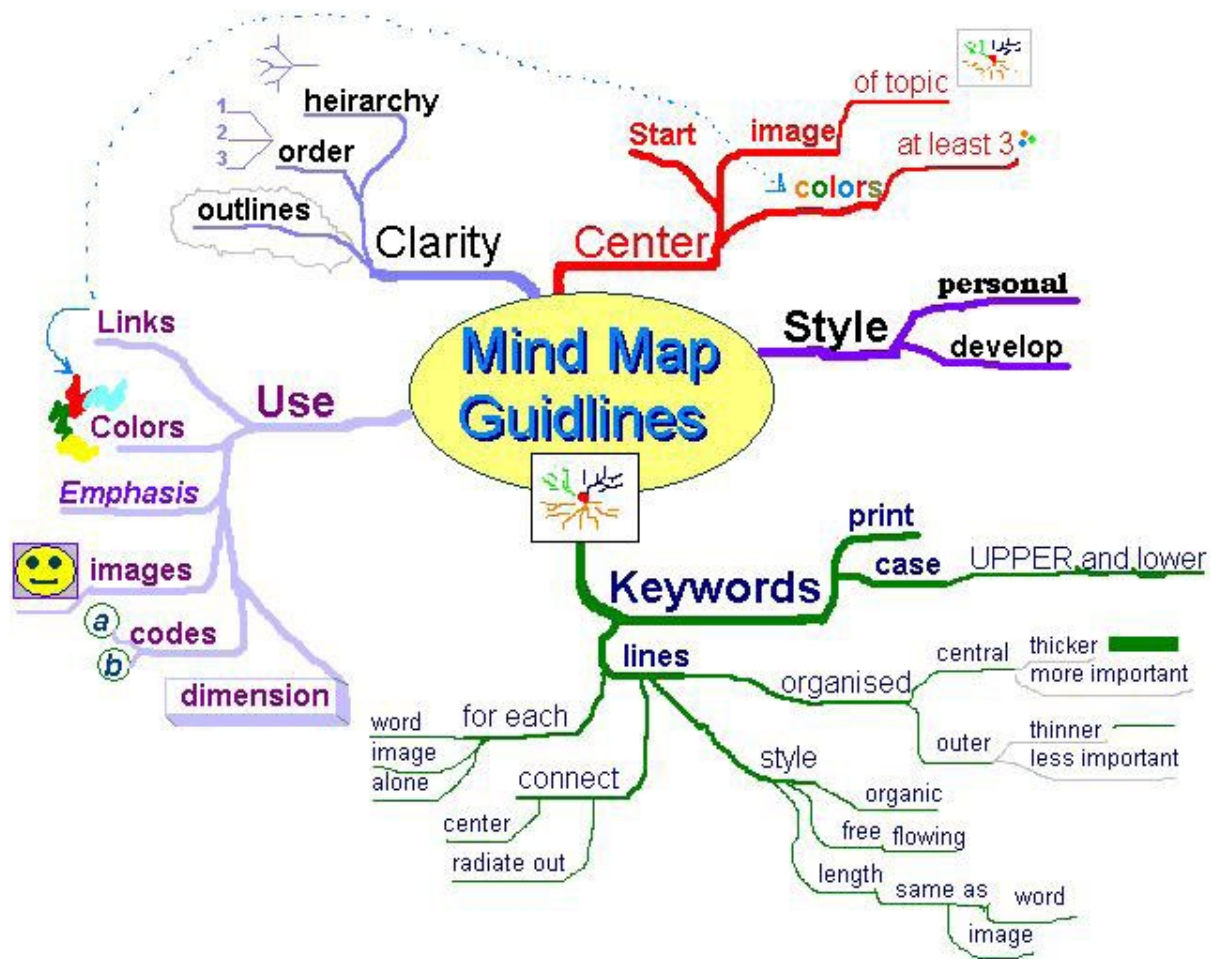 Mind Map
Guidlines
Clarity
heirarchy
order
outlines
1
2
3
Center
Start
image
of topic
colors
at least 3
Style
personal
develop
Use
Links
Colors
Emphasis
images
codes
a
b
dimension
Keywords
print
case
UPPER and lower
lines
organised
central
thicker
more important
outer
thinner
less important
style
organic
free
flowing
length
same as
word
image
connect
center
radiate out
for each
word
image
alone